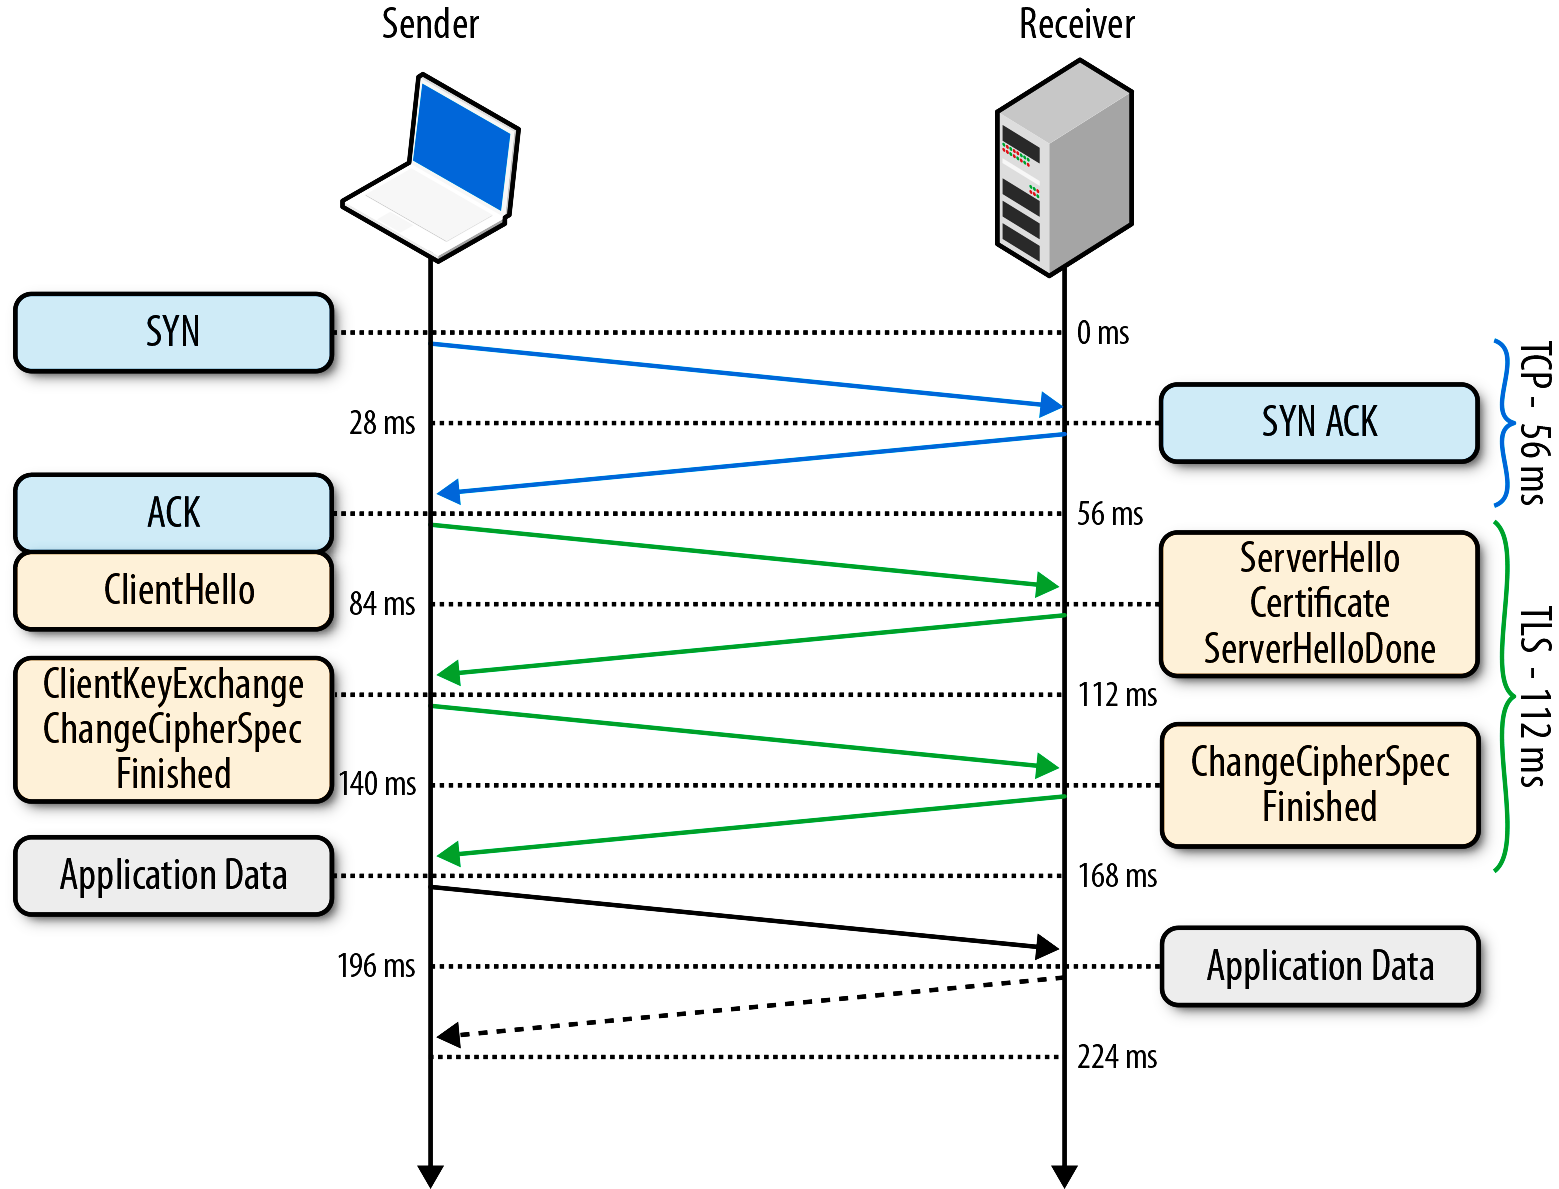 Sender
Receiver
SYN
0 ms
28 ms
SYN ACK
TCP - 56 ms
ACK
56 ms
ClientHello
84 ms
ServerHello
Certificate
ServerHelloDone
TLS - 112 ms
ClientKeyExchange
ChangeCipherSpec
Finished
112 ms
140 ms
ChangeCipherSpec
Finished
Application Data
168 ms
196 ms
Application Data
224 ms